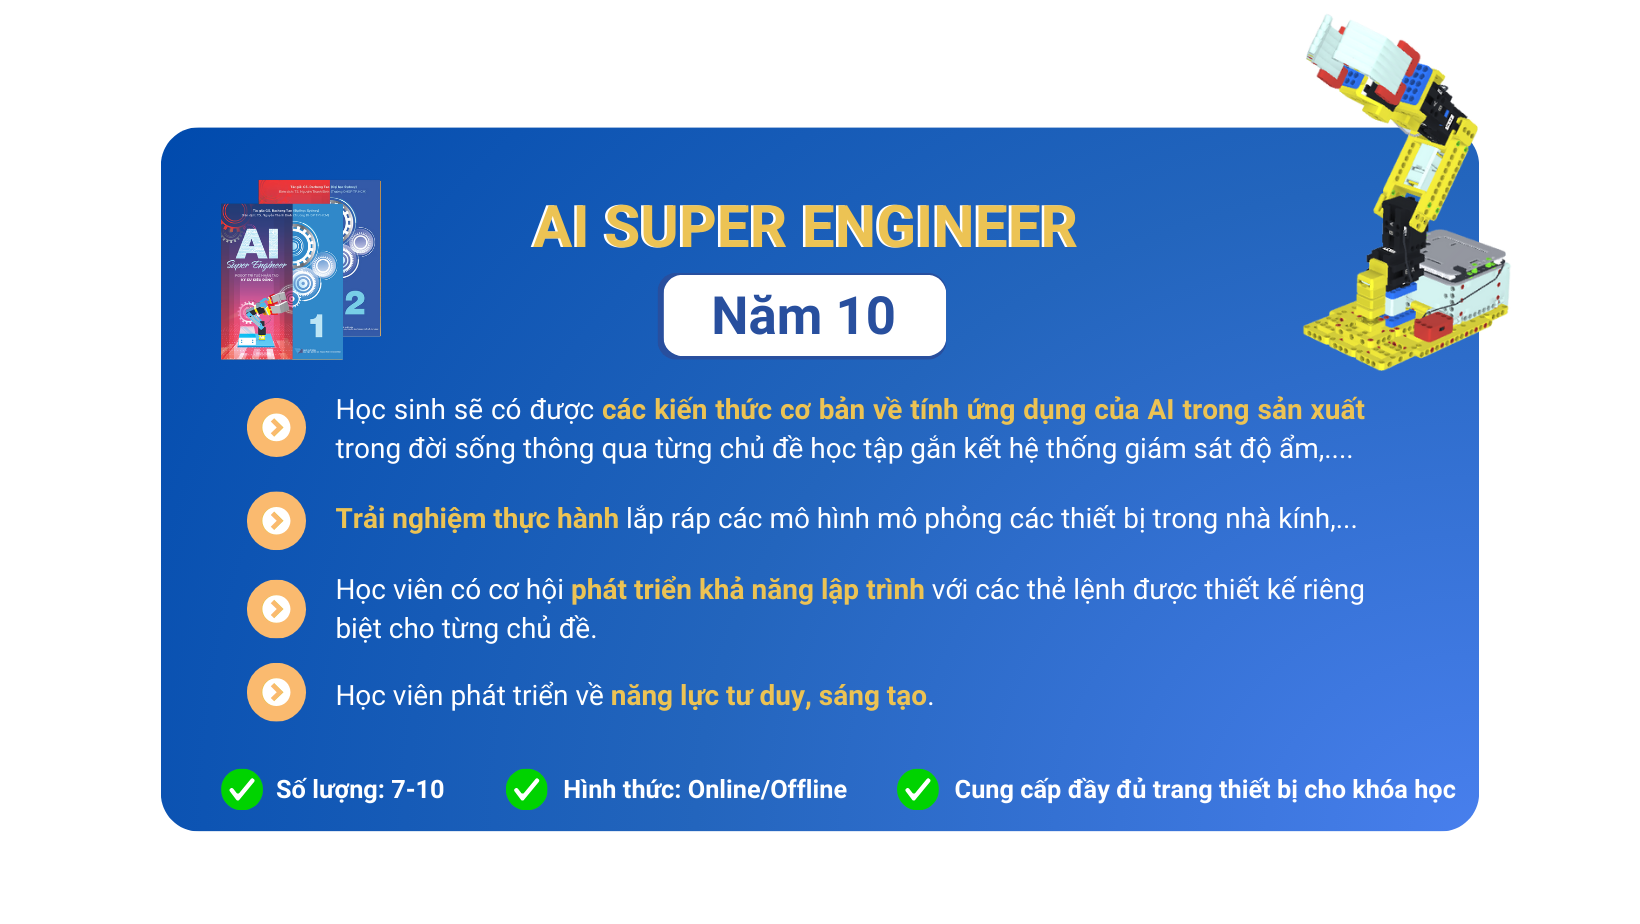 AI SUPER ENGINEER
Năm 10
AI
Super Engineer
1
2
Học sinh sẽ có được các kiến thức cơ bản về tính ứng dụng của AI trong sản xuất
trong đời sống thông qua từng chủ đề học tập gắn kết hệ thống giám sát độ ẩm,....
Trải nghiệm thực hành lắp ráp các mô hình mô phỏng các thiết bị trong nhà kính,...
Học viên có cơ hội phát triển khả năng lập trình với các thẻ lệnh được thiết kế riêng
biệt cho từng chủ đề.
Học viên phát triển về năng lực tư duy, sáng tạo.
Số lượng: 7-10
Hình thức: Online/Offline
Cung cấp đầy đủ trang thiết bị cho khóa học